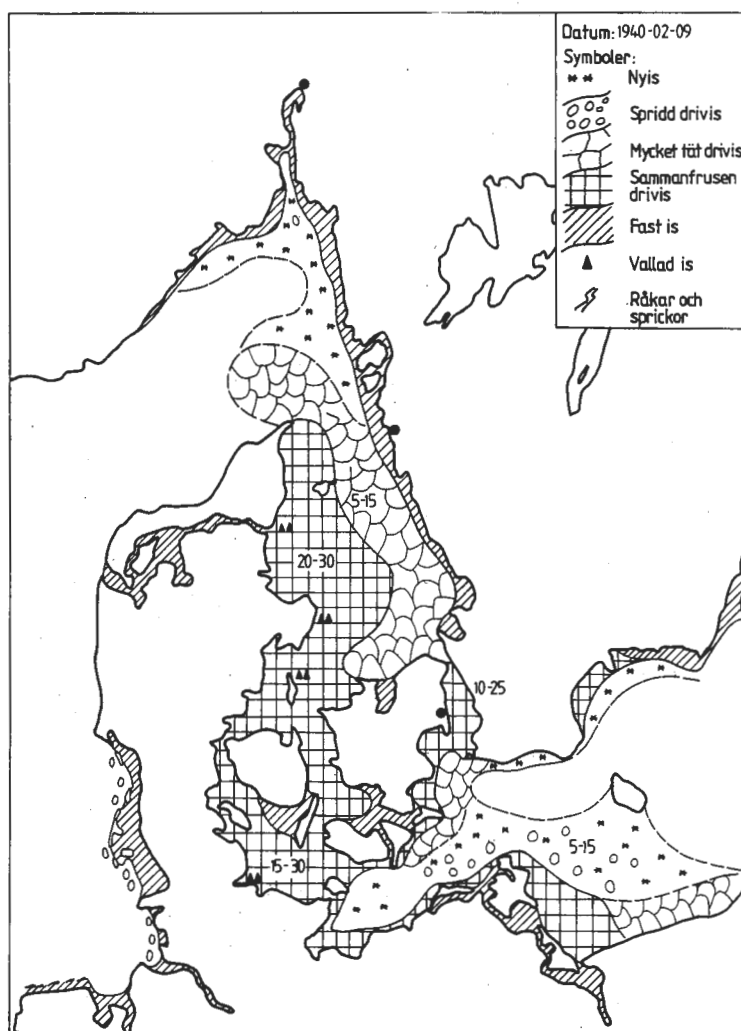 Datum: 1940-02-09
Symboler:
Nyis
Spridd drivis
Mycket tät drivis
Sammanfrusen
drivis
Fast is
Vallad is
Råkar och
sprickor
5-15
20-30
10-25
5-15
15-30